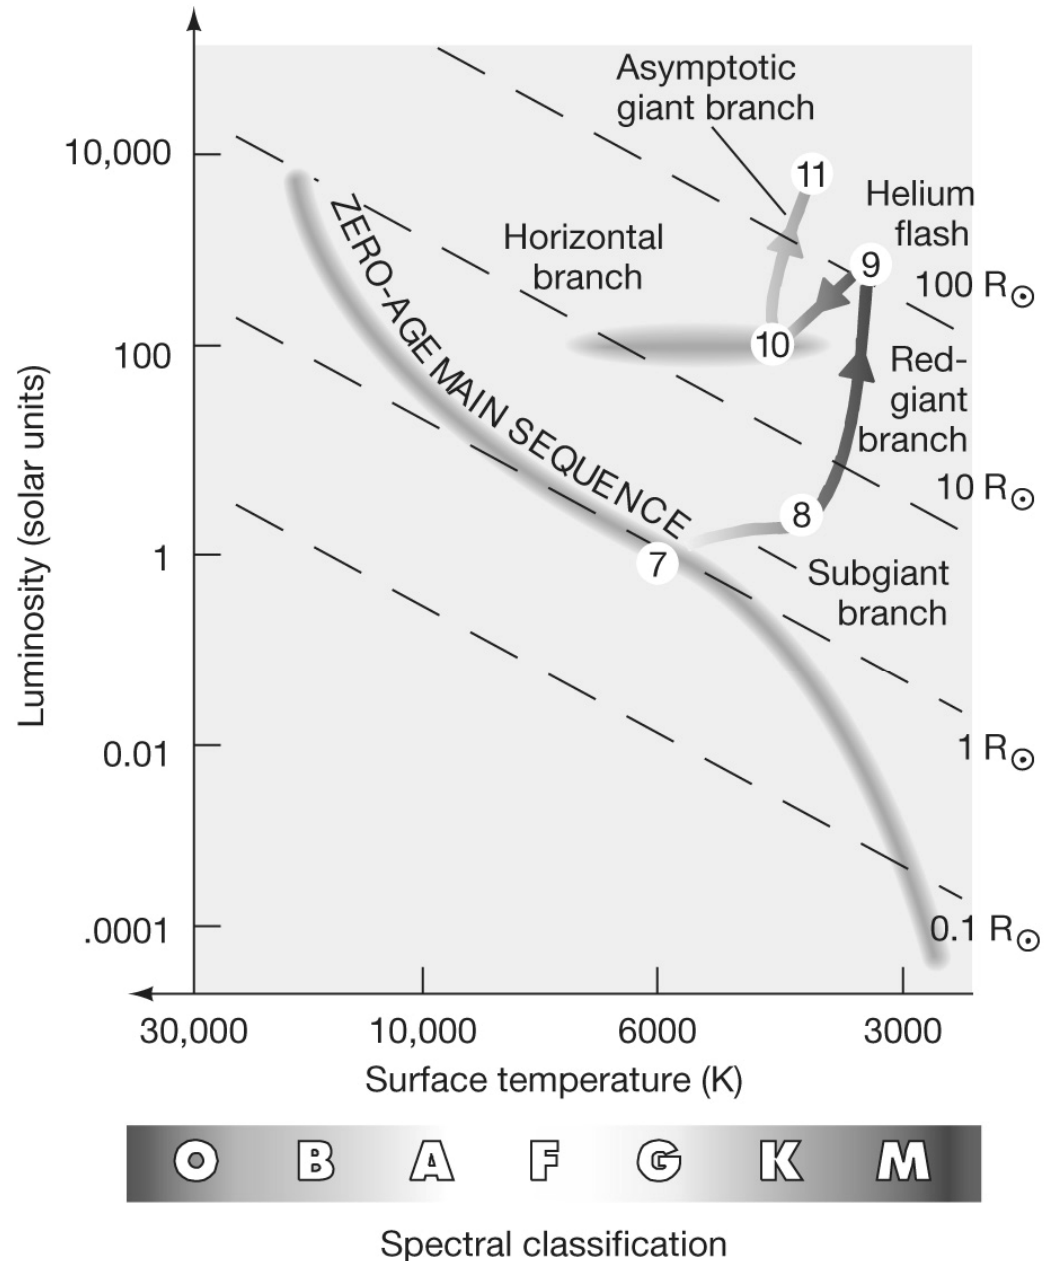 Asymptotic
giant branch
10,000
11
Helium
flash
ZERO-AGE MAIN SEQUENCE
Horizontal
branch
9
100 R☉
100
10
Red-
giant
branch
10 R☉
8
1
7
Subgiant
branch
Luminosity (solar units)
0.01
1 R☉
.0001
0.1 R☉
30,000
10,000
6000
3000
Surface temperature (K)
O B A F G K M
Spectral classification